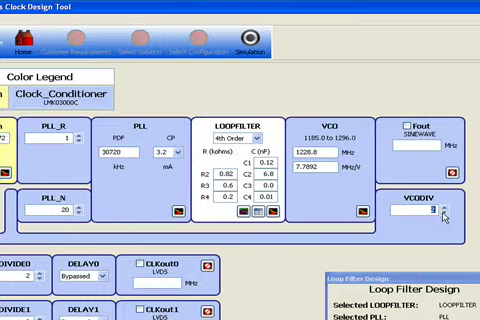 s Clock Design Tool
Home Customer Requirements Select Solution Select Configuration Simulation
Color Legend
Clock_Conditioner
LMK03000C
PLL_R
1
PLL
PDF CP
30720 3.2
kHz mA
LOOPFILTER
4th Order
R (kohms) C (nF)
C1 0.12
R2 0.82 C2 6.8
R3 0.6 C3 0.0
R4 0.2 C4 0.01
VCO
1185.0 to 1296.0
1228.8 MHz
7.7892 MHz/V
Fout
SINEWAVE
MHz
72
PLL_N
20
VCODIV
DIVIDE0
2
DELAY0
Bypassed
CLKout0
LVDS
MHz
DIVIDE1
DELAY1
CLKout1
LVDS
Loop Filter Design
Loop Filter Design
Selected LOOPFILTER: LOOPFILTER
Selected PLL: PLL